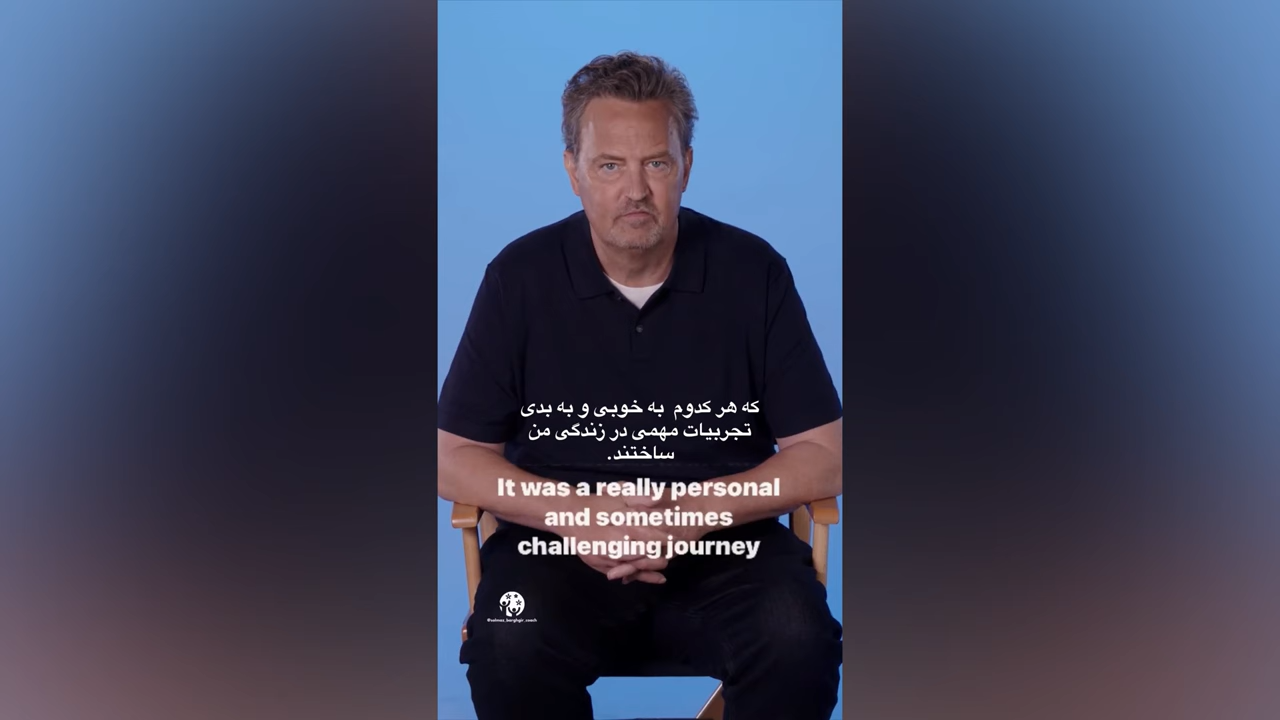 که هر کدوم به خوبی و به بدی
تجربیات مهمی در زندگی من
ساختند.
It was a really personal
and sometimes
challenging journey